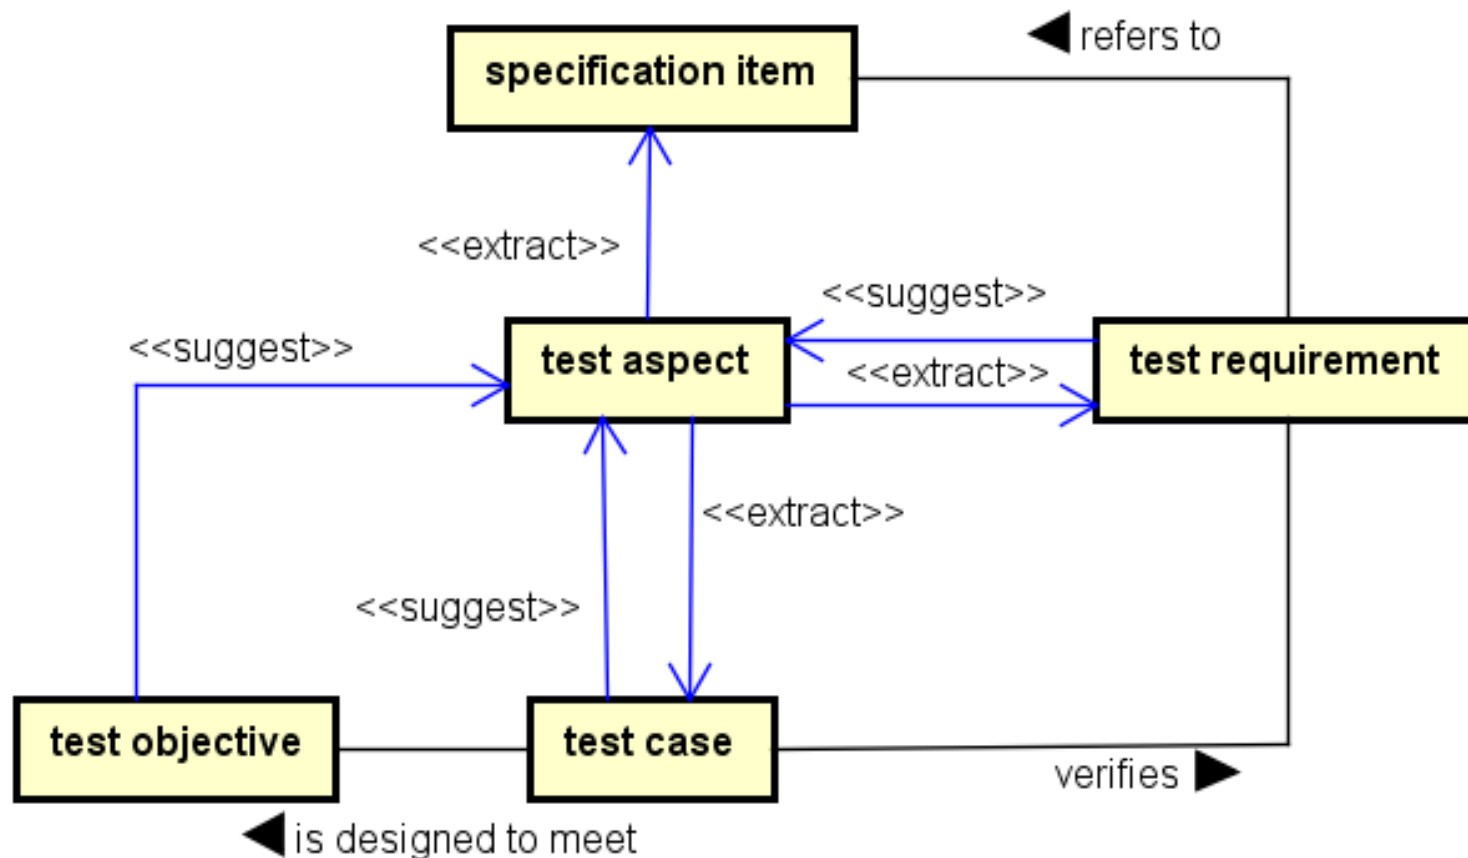 ◀ refers to
specification item
<<extract>>
<<suggest>>
<<suggest>>
test aspect
test requirement
<<extract>>
<<extract>>
<<suggest>>
test objective
test case
verifies ▶
◀ is designed to meet